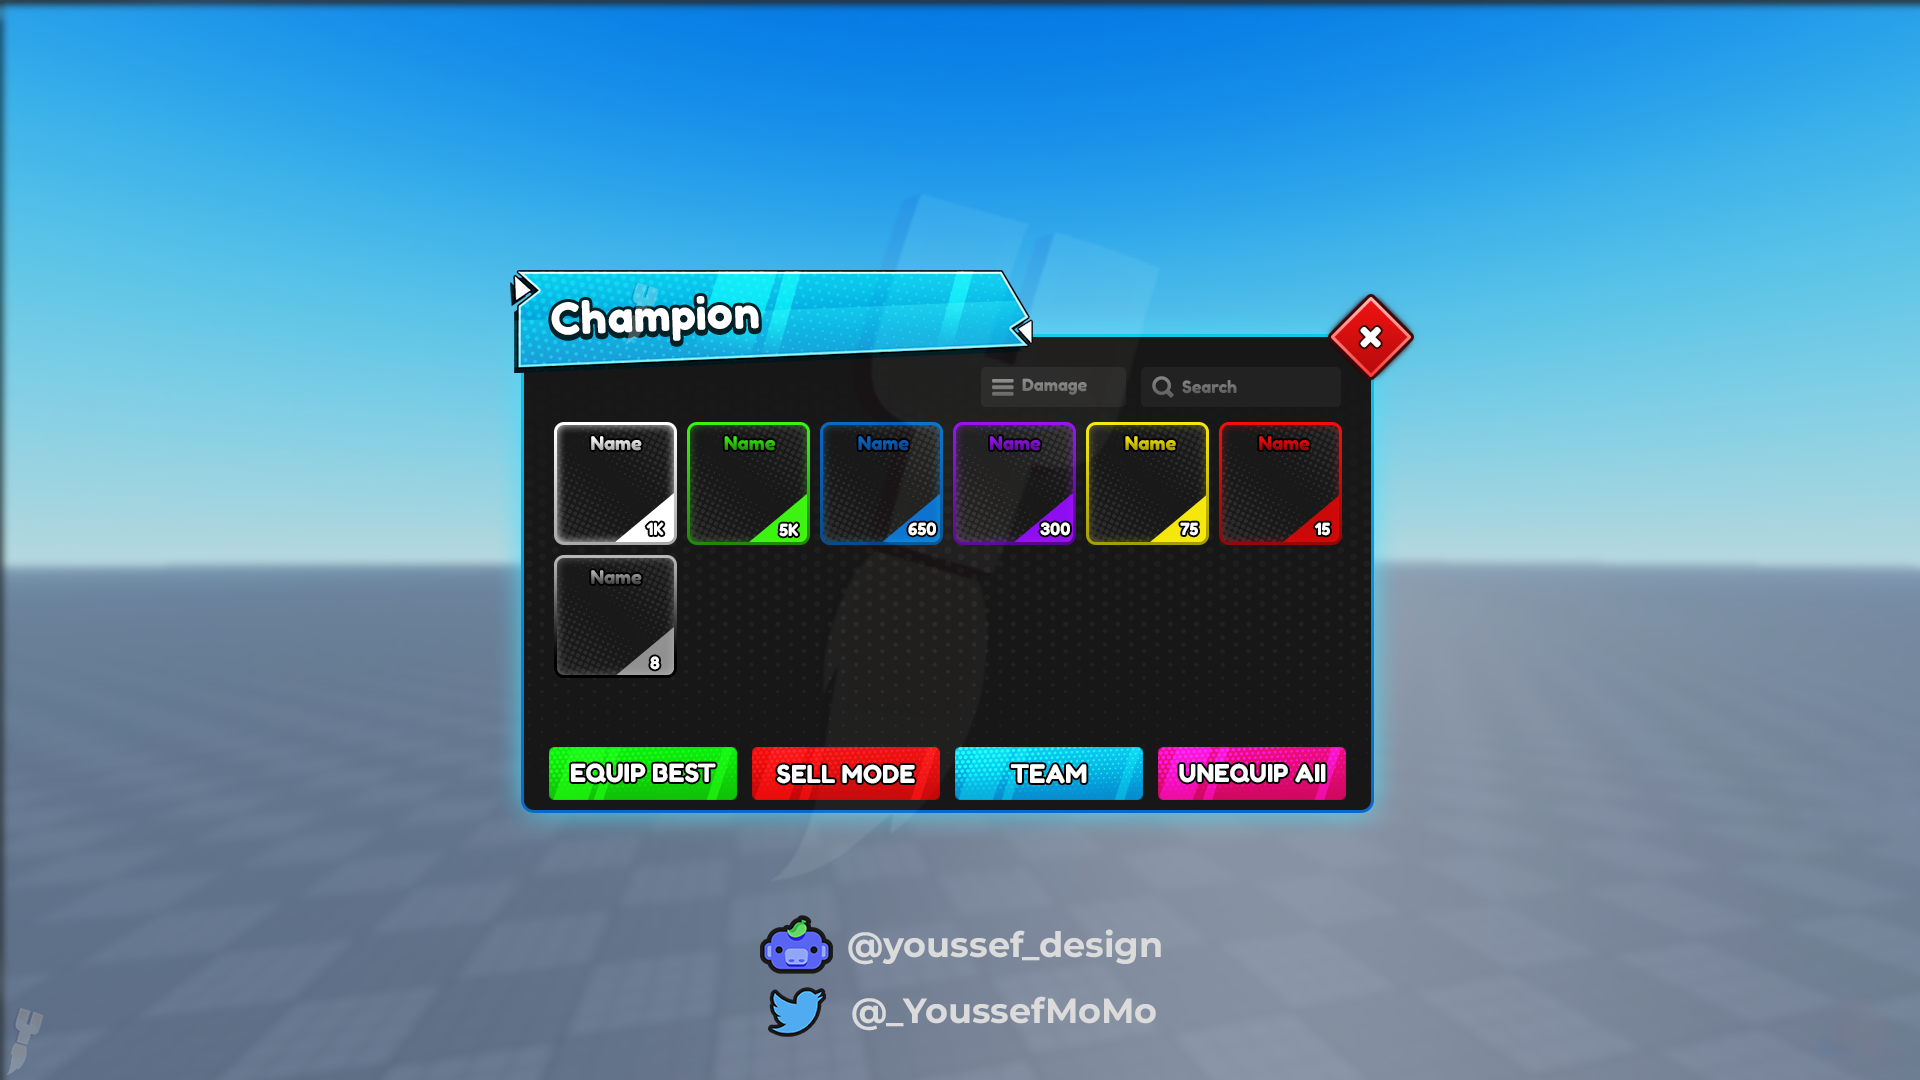 Champion
Damage
Search
Name Name Name Name Name Name
1K 5K 650 300 75 15
Name
8
EQUIP BEST SELL MODE TEAM UNEQUIP All
@youssef_design
@_YoussefMoMo